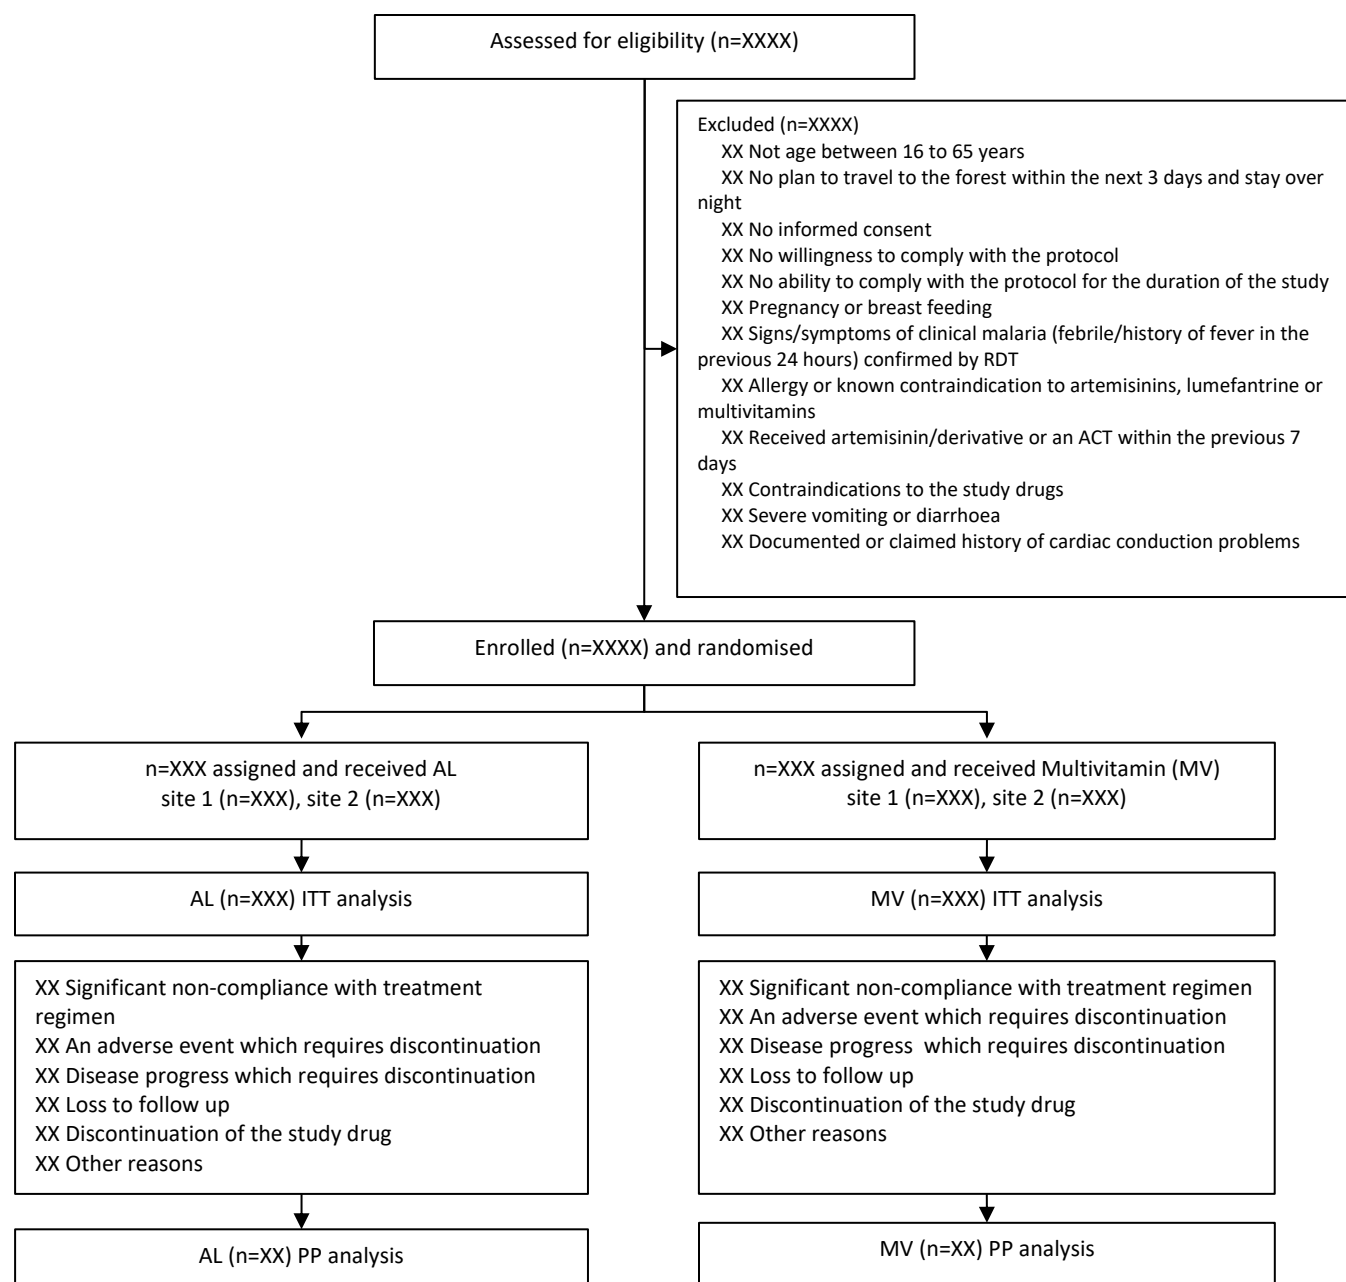 Assessed for eligibility (n=XXXX)
Excluded (n=XXXX)
XX Not age between 16 to 65 years
XX No plan to travel to the forest within the next 3 days and stay over
night
XX No informed consent
XX No willingness to comply with the protocol
XX No ability to comply with the protocol for the duration of the study
XX Pregnancy or breast feeding
XX Signs/symptoms of clinical malaria (febrile/history of fever in the
previous 24 hours) confirmed by RDT
XX Allergy or known contraindication to artemisinins, lumefantrine or
multivitamins
XX Received artemisinin/derivative or an ACT within the previous 7
days
XX Contraindications to the study drugs
XX Severe vomiting or diarrhoea
XX Documented or claimed history of cardiac conduction problems
Enrolled (n=XXXX) and randomised
n=XXX assigned and received AL
site 1 (n=XXX), site 2 (n=XXX)
n=XXX assigned and received Multivitamin (MV)
site 1 (n=XXX), site 2 (n=XXX)
AL (n=XXX) ITT analysis
MV (n=XXX) ITT analysis
XX Significant non-compliance with treatment
regimen
XX An adverse event which requires discontinuation
XX Disease progress which requires discontinuation
XX Loss to follow up
XX Discontinuation of the study drug
XX Other reasons
XX Significant non-compliance with treatment regimen
XX An adverse event which requires discontinuation
XX Disease progress  which requires discontinuation
XX Loss to follow up
XX Discontinuation of the study drug
XX Other reasons
AL (n=XX) PP analysis
MV (n=XX) PP analysis